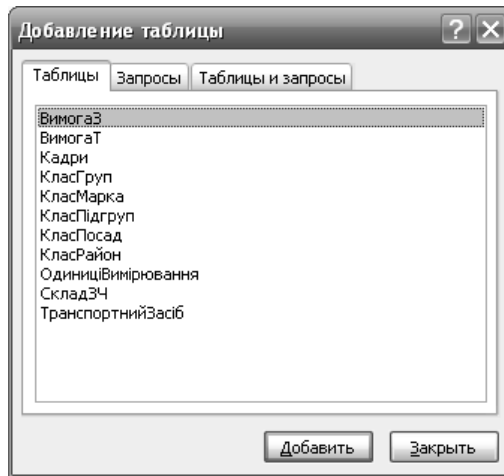 Добавление таблицы
Таблицы Запросы Таблицы и запросы
ВимогаЗ
ВимогаТ
Кадри
КласГруп
КласМарка
КласПідгруп
КласПосад
КласРайон
ОдиниціВимірювання
СкладЗЧ
ТранспортнийЗасіб
Добавить Закрыть